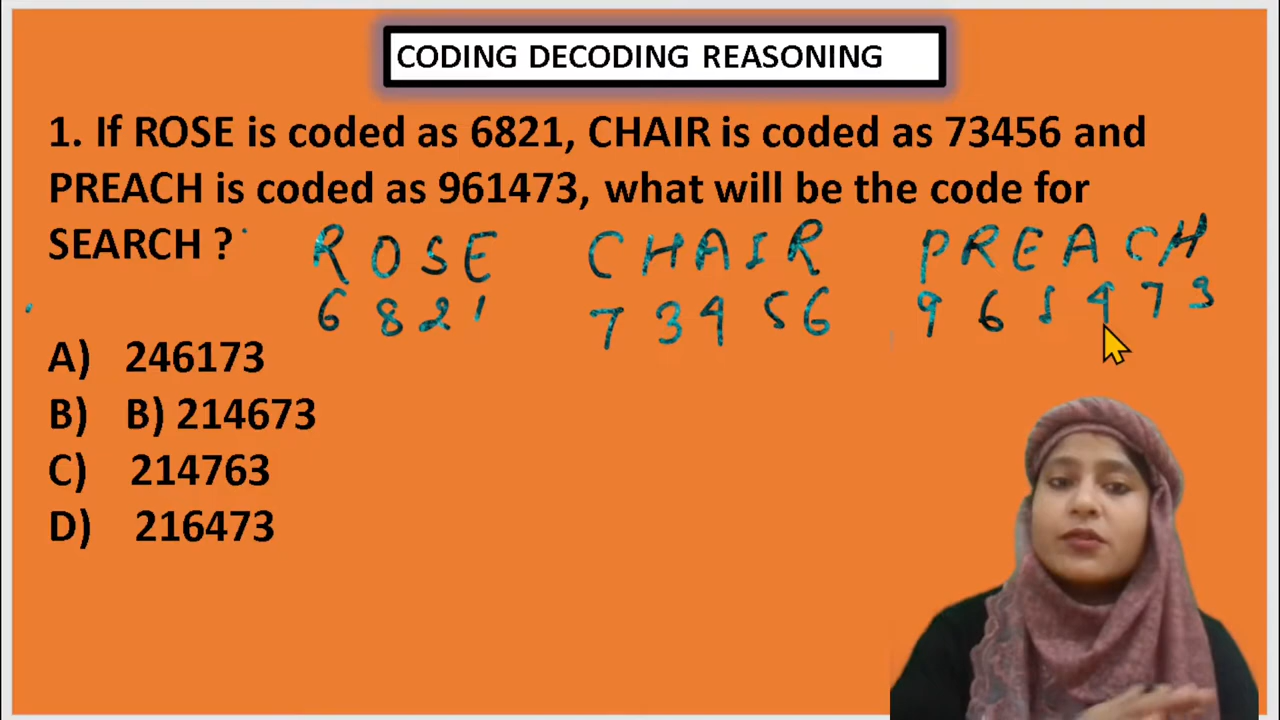 CODING DECODING REASONING
1. If ROSE is coded as 6821, CHAIR is coded as 73456 and
PREACH is coded as 961473, what will be the code for
SEARCH ?
R O S E C H A I R P R E A C H
6 8 2 1 7 3 4 5 6 9 6 1 4 7 3
A) 246173
B) B) 214673
C) 214763
D) 216473